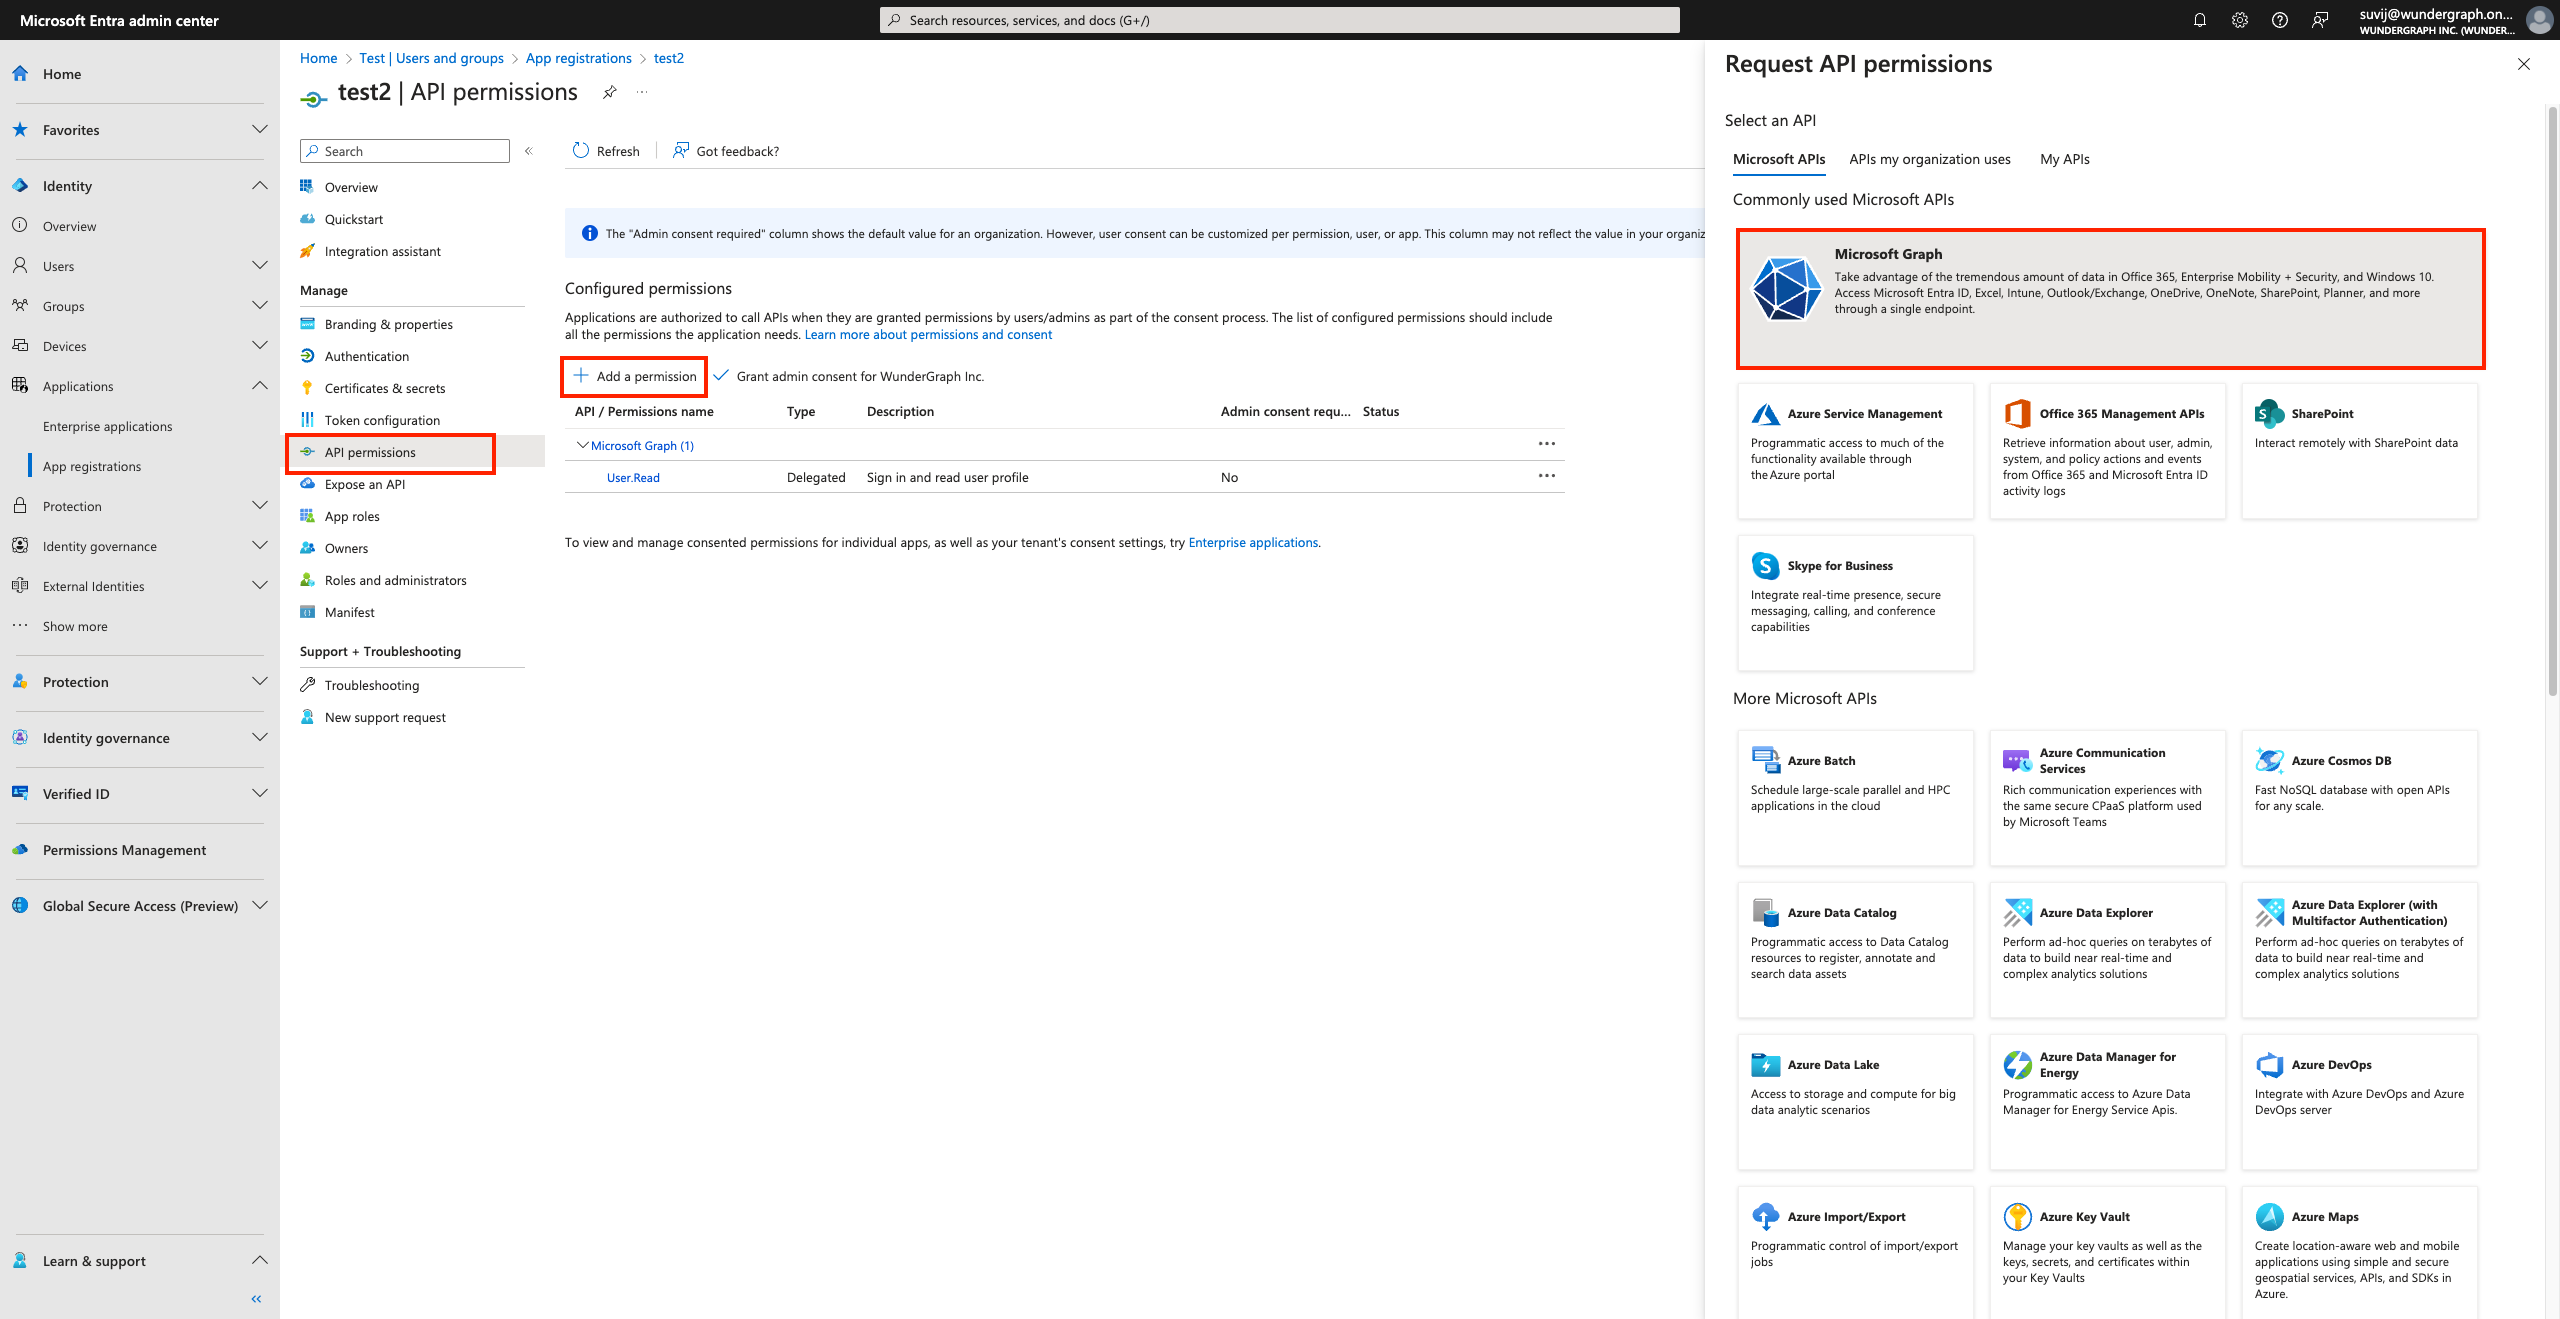 Microsoft Entra admin center
Search resources, services, and docs (G+/)
suvij@wundergraph.on...
WUNDERGRAPH INC. (WUNDER...
Home
Favorites
Identity
Overview
Users
Groups
Devices
Applications
Enterprise applications
App registrations
Protection
Identity governance
External Identities
Show more
Protection
Identity governance
Verified ID
Permissions Management
Global Secure Access (Preview)
Learn & support
Home > Test | Users and groups > App registrations > test2
test2 | API permissions
Search
Overview
Quickstart
Integration assistant
Manage
Branding & properties
Authentication
Certificates & secrets
Token configuration
API permissions
Expose an API
App roles
Owners
Roles and administrators
Manifest
Support + Troubleshooting
Troubleshooting
New support request
Refresh
Got feedback?
The "Admin consent required" column shows the default value for an organization. However, user consent can be customized per permission, user, or app. This column may not reflect the value in your organiz
Configured permissions
Applications are authorized to call APIs when they are granted permissions by users/admins as part of the consent process. The list of configured permissions should include
all the permissions the application needs. Learn more about permissions and consent
Add a permission
Grant admin consent for WunderGraph Inc.
API / Permissions name Type Description Admin consent requ... Status
Microsoft Graph (1)
User.Read Delegated Sign in and read user profile No
To view and manage consented permissions for individual apps, as well as your tenant's consent settings, try Enterprise applications.
Request API permissions
Select an API
Microsoft APIs APIs my organization uses My APIs
Commonly used Microsoft APIs
Microsoft Graph
Take advantage of the tremendous amount of data in Office 365, Enterprise Mobility + Security, and Windows 10.
Access Microsoft Entra ID, Excel, Intune, Outlook/Exchange, OneDrive, OneNote, SharePoint, Planner, and more
through a single endpoint.
Azure Service Management
Programmatic access to much of the
functionality available through
the Azure portal
Office 365 Management APIs
Retrieve information about user, admin,
system, and policy actions and events
from Office 365 and Microsoft Entra ID
activity logs
SharePoint
Interact remotely with SharePoint data
Skype for Business
Integrate real-time presence, secure
messaging, calling, and conference
capabilities
More Microsoft APIs
Azure Batch
Schedule large-scale parallel and HPC
applications in the cloud
Azure Communication
Services
Rich communication experiences with
the same secure CPaaS platform used
by Microsoft Teams
Azure Cosmos DB
Fast NoSQL database with open APIs
for any scale.
Azure Data Catalog
Programmatic access to Data Catalog
resources to register, annotate and
search data assets
Azure Data Explorer
Perform ad-hoc queries on terabytes of
data to build near real-time and
complex analytics solutions
Azure Data Explorer (with
Multifactor Authentication)
Perform ad-hoc queries on terabytes of
data to build near real-time and
complex analytics solutions
Azure Data Lake
Access to storage and compute for big
data analytic scenarios
Azure Data Manager for
Energy
Programmatic access to Azure Data
Manager for Energy Service Apis.
Azure DevOps
Integrate with Azure DevOps and Azure
DevOps server
Azure Import/Export
Programmatic control of import/export
jobs
Azure Key Vault
Manage your key vaults as well as the
keys, secrets, and certificates within
your Key Vaults
Azure Maps
Create location-aware web and mobile
applications using simple and secure
geospatial services, APIs, and SDKs in
Azure.